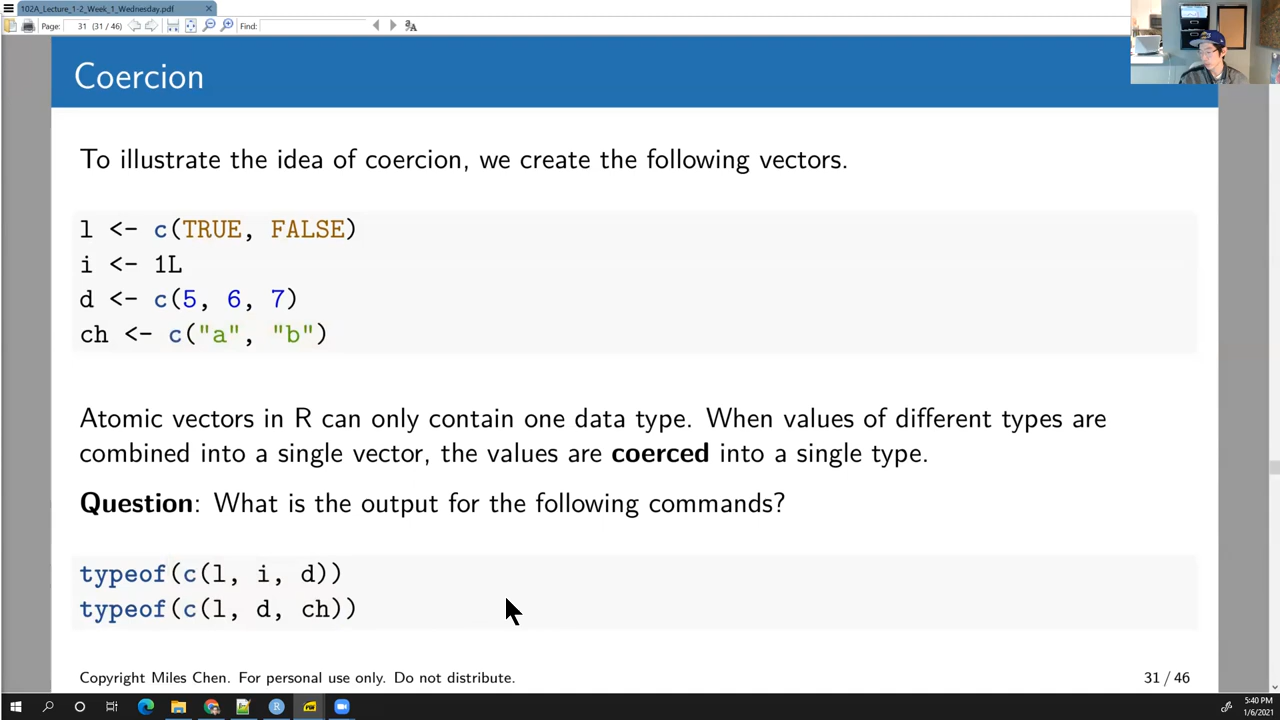 102A_Lecture_1-2_Week_1_Wednesday.pdf
Page: 31 (31 / 46) Find:
Coercion
To illustrate the idea of coercion, we create the following vectors.
l <- c(TRUE, FALSE)
i <- 1L
d <- c(5, 6, 7)
ch <- c("a", "b")
Atomic vectors in R can only contain one data type. When values of different types are
combined into a single vector, the values are coerced into a single type.
Question: What is the output for the following commands?
typeof(c(l, i, d))
typeof(c(l, d, ch))
Copyright Miles Chen. For personal use only. Do not distribute. 31 / 46
5:40 PM
1/6/2021